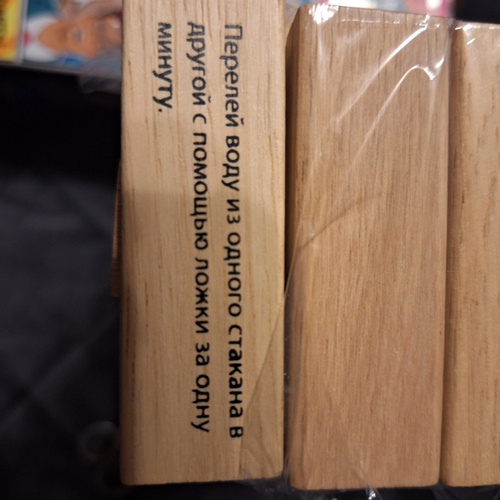 Перелей воду из одного стакана в
другой с помощью ложки за одну
минуту.